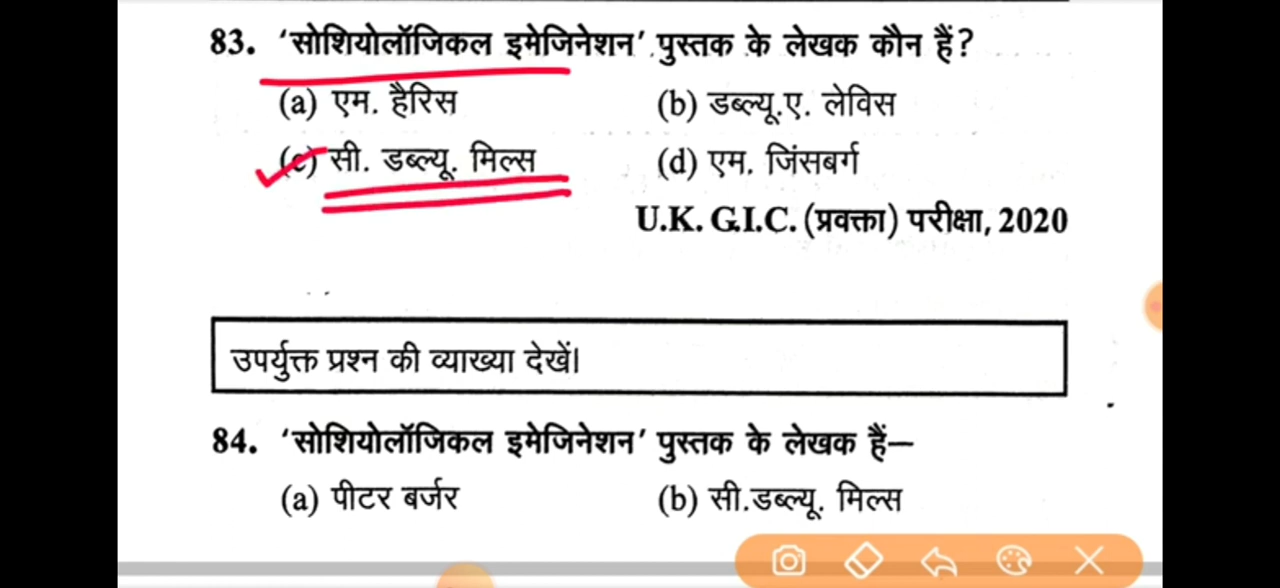 83. 'सोशियोलॉजिकल इमेजिनेशन' पुस्तक के लेखक कौन हैं?
(a) एम. हैरिस (b) डब्ल्यू.ए. लेविस
(c) सी. डब्ल्यू. मिल्स (d) एम. जिंसबर्ग
U.K. G.I.C. (प्रवक्ता) परीक्षा, 2020
उपर्युक्त प्रश्न की व्याख्या देखें।
84. 'सोशियोलॉजिकल इमेजिनेशन' पुस्तक के लेखक हैं—
(a) पीटर बर्जर (b) सी.डब्ल्यू. मिल्स